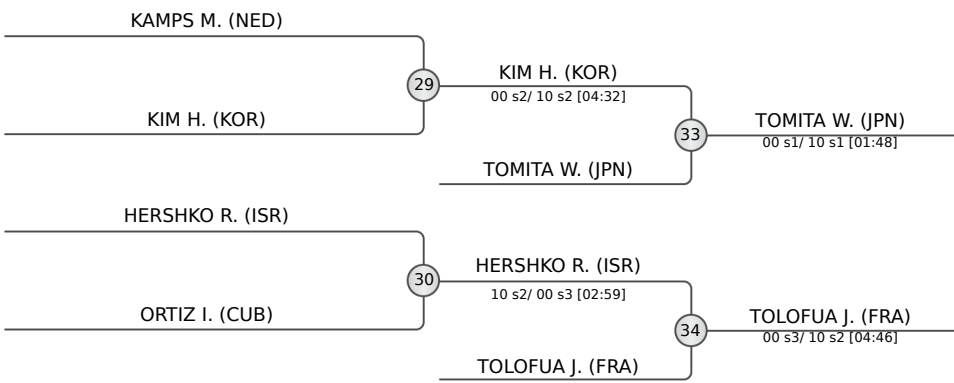 KAMPS M. (NED)
29
KIM H. (KOR)
KIM H. (KOR)
00 s2/ 10 s2 [04:32]
33
TOMITA W. (JPN)
TOMITA W. (JPN)
00 s1/ 10 s1 [01:48]
HERSHKO R. (ISR)
30
ORTIZ I. (CUB)
HERSHKO R. (ISR)
10 s2/ 00 s3 [02:59]
34
TOLOFUA J. (FRA)
TOLOFUA J. (FRA)
00 s3/ 10 s2 [04:46]